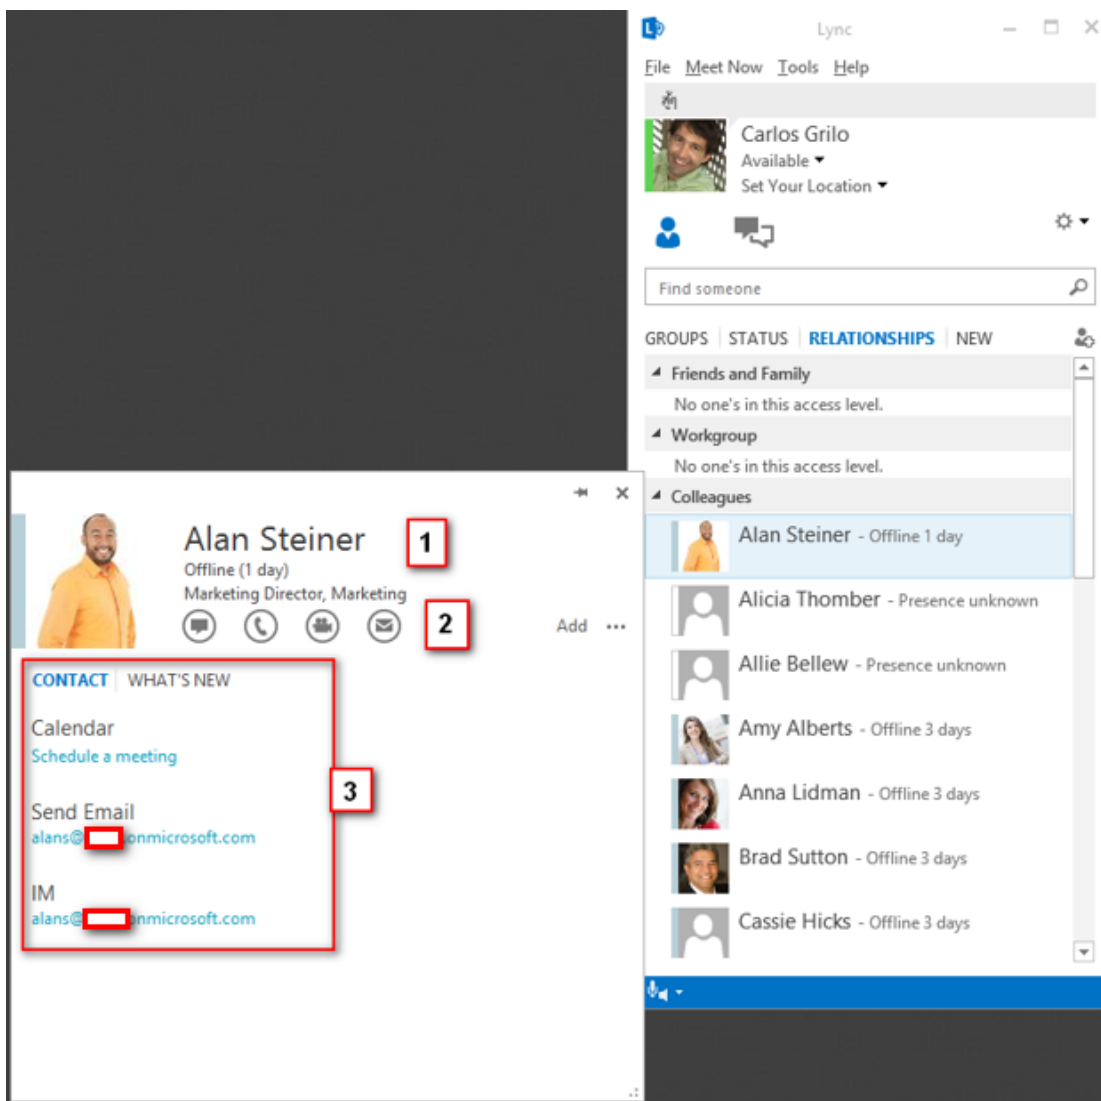 Lync
File Meet Now Tools Help
Carlos Grilo
Available
Set Your Location
Find someone
GROUPS STATUS RELATIONSHIPS NEW
Friends and Family
No one's in this access level.
Workgroup
No one's in this access level.
Colleagues
Alan Steiner - Offline 1 day
Alicia Thomber - Presence unknown
Allie Bellew - Presence unknown
Amy Alberts - Offline 3 days
Anna Lidman - Offline 3 days
Brad Sutton - Offline 3 days
Cassie Hicks - Offline 3 days
Alan Steiner 1
Offline (1 day)
Marketing Director, Marketing
2
Add ...
CONTACT WHAT'S NEW
Calendar
Schedule a meeting
3
Send Email
alans@ onmicrosoft.com
IM
alans@ onmicrosoft.com